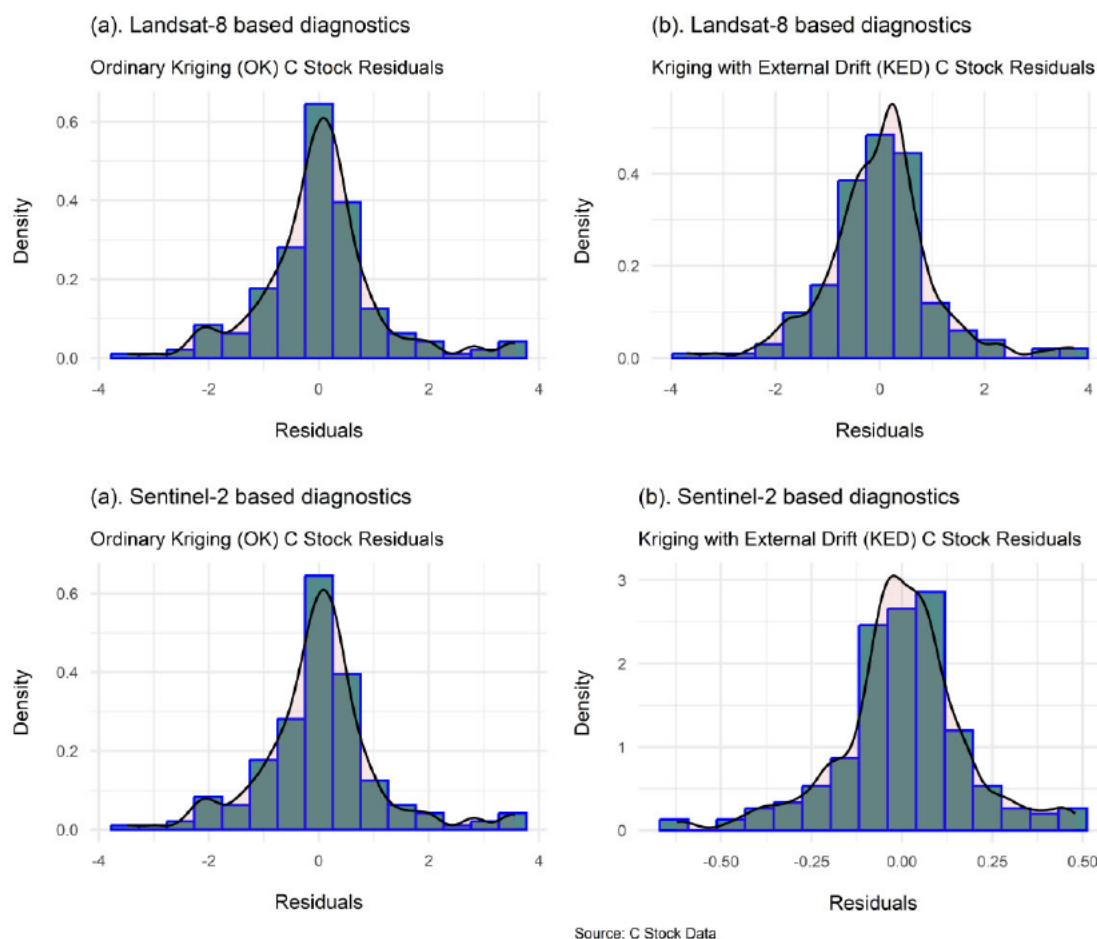 (a). Landsat-8 based diagnostics
Ordinary Kriging (OK) C Stock Residuals
0.6
0.4
0.2
0.0
Density
-4 -2 0 2 4
Residuals
(b). Landsat-8 based diagnostics
Kriging with External Drift (KED) C Stock Residuals
0.4
0.2
0.0
Density
-4 -2 0 2 4
Residuals
(a). Sentinel-2 based diagnostics
Ordinary Kriging (OK) C Stock Residuals
0.6
0.4
0.2
0.0
Density
-4 -2 0 2 4
Residuals
(b). Sentinel-2 based diagnostics
Kriging with External Drift (KED) C Stock Residuals
3
2
1
0
Density
-0.50 -0.25 0.00 0.25 0.50
Residuals
Source: C Stock Data